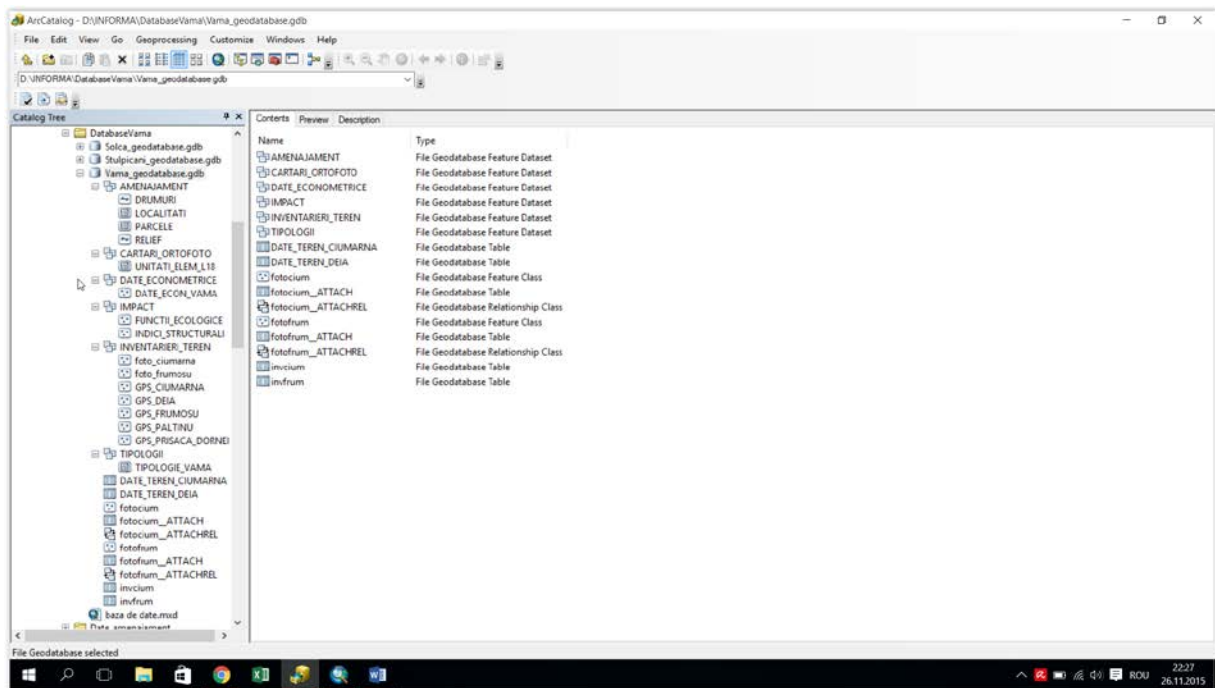 ArcCatalog - D:\INFORMA\DatabaseVama\Vama_geodatabase.gdb
File Edit View Go Geoprocessing Customize Windows Help
D:\INFORMA\DatabaseVama\Vama_geodatabase.gdb
Catalog Tree
DatabaseVama
Solca_geodatabase.gdb
Stulpicani_geodatabase.gdb
Vama_geodatabase.gdb
AMENAJAMENT
DRUMURI
LOCALITATI
PARCELE
RELIEF
CARTARI_ORTOFOTO
UNITATI_ELEM_L18
DATE_ECONOMETRICE
DATE_ECON_VAMA
IMPACT
FUNCTII_ECOLOGICE
INDICI_STRUCTURALI
INVENTARIERI_TEREN
foto_ciumarna
foto_frumosu
GPS_CIUMARNA
GPS_DEIA
GPS_FRUMOSU
GPS_PALTINU
GPS_PRISACA_DORNEI
TIPOLOGII
TIPOLOGIE_VAMA
DATE_TEREN_CIUMARNA
DATE_TEREN_DEIA
fotocium
fotocium__ATTACH
fotocium__ATTACHREL
fotofrum
fotofrum__ATTACH
fotofrum__ATTACHREL
invcium
invfrum
baza de date.mxd
Date_amenajament
Contents Preview Description
Name Type
AMENAJAMENT File Geodatabase Feature Dataset
CARTARI_ORTOFOTO File Geodatabase Feature Dataset
DATE_ECONOMETRICE File Geodatabase Feature Dataset
IMPACT File Geodatabase Feature Dataset
INVENTARIERI_TEREN File Geodatabase Feature Dataset
TIPOLOGII File Geodatabase Feature Dataset
DATE_TEREN_CIUMARNA File Geodatabase Table
DATE_TEREN_DEIA File Geodatabase Table
fotocium File Geodatabase Feature Class
fotocium__ATTACH File Geodatabase Table
fotocium__ATTACHREL File Geodatabase Relationship Class
fotofrum File Geodatabase Feature Class
fotofrum__ATTACH File Geodatabase Table
fotofrum__ATTACHREL File Geodatabase Relationship Class
invcium File Geodatabase Table
invfrum File Geodatabase Table
File Geodatabase selected
ROU
22:27
26.11.2015